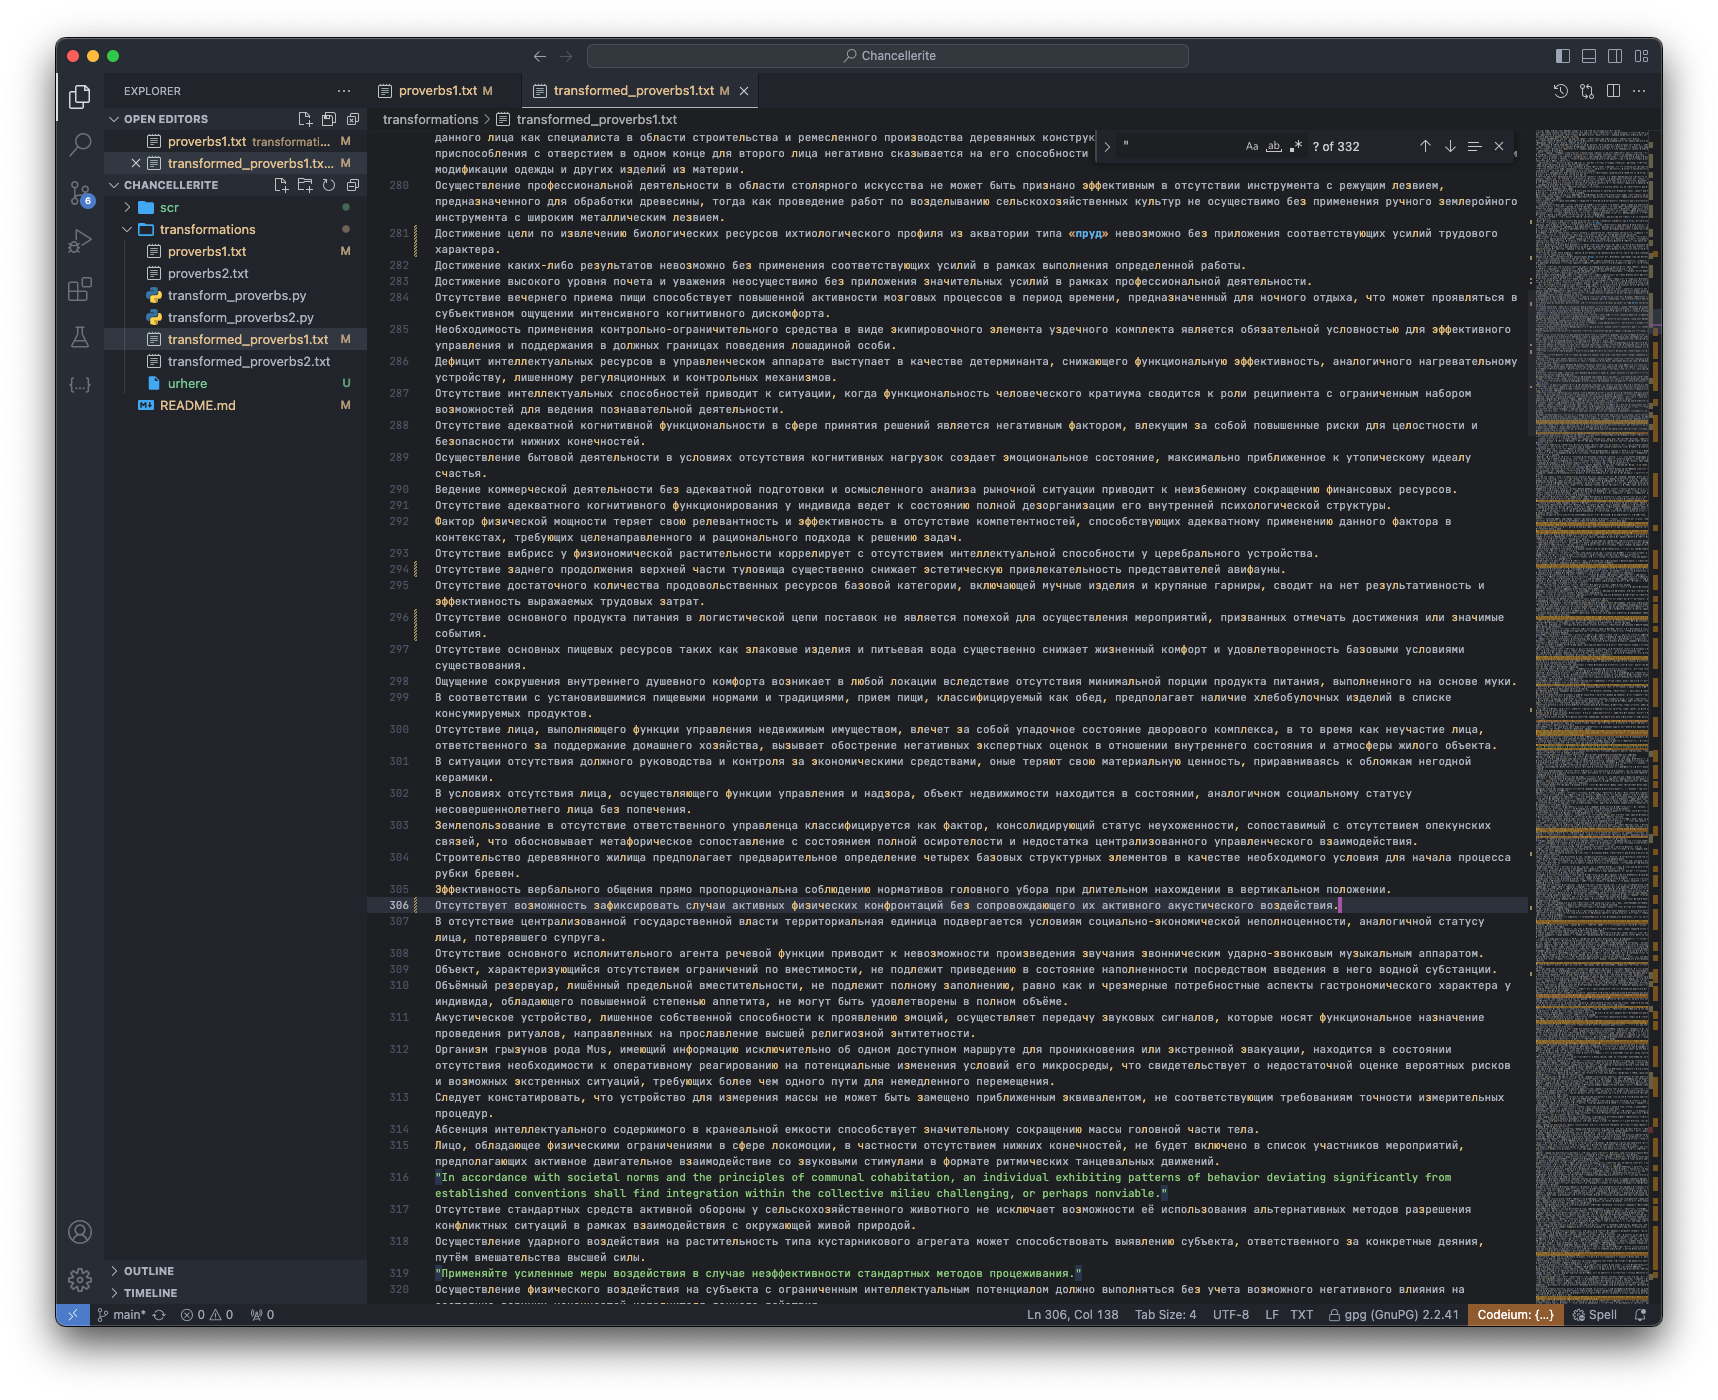 Chancellerite
EXPLORER
OPEN EDITORS
proverbs1.txt transformati... M
transformed_proverbs1.tx... M
CHANCELLERITE
6
scr
transformations
proverbs1.txt M
proverbs2.txt
transform_proverbs.py
transform_proverbs2.py
transformed_proverbs1.txt M
transformed_proverbs2.txt
urhere U
README.md M
OUTLINE
TIMELINE
proverbs1.txt M
transformed_proverbs1.txt M
transformations > transformed_proverbs1.txt
" Aa ab ? of 332
данного лица как специалиста в области строительства и ремесленного производства деревянных конструк
приспособления с отверстием в одном конце для второго лица негативно сказывается на его способности
модификации одежды и других изделий из материи.
280 Осуществление профессиональной деятельности в области столярного искусства не может быть признано эффективным в отсутствии инструмента с режущим лезвием,
предназначенного для обработки древесины, тогда как проведение работ по возделыванию сельскохозяйственных культур не осуществимо без применения ручного землеройного
инструмента с широким металлическим лезвием.
281 Достижение цели по извлечению биологических ресурсов ихтиологического профиля из акватории типа «пруд» невозможно без приложения соответствующих усилий трудового
характера.
282 Достижение каких-либо результатов невозможно без применения соответствующих усилий в рамках выполнения определенной работы.
283 Достижение высокого уровня почета и уважения неосуществимо без приложения значительных усилий в рамках профессиональной деятельности.
284 Отсутствие вечернего приема пищи способствует повышенной активности мозговых процессов в период времени, предназначенный для ночного отдыха, что может проявляться в
субъективном ощущении интенсивного когнитивного дискомфорта.
285 Необходимость применения контрольно-ограничительного средства в виде экипировочного элемента уздечного комплекта является обязательной условностью для эффективного
управления и поддержания в должных границах поведения лошадиной особи.
286 Дефицит интеллектуальных ресурсов в управленческом аппарате выступает в качестве детерминанта, снижающего функциональную эффективность, аналогичного нагревательному
устройству, лишенному регуляционных и контрольных механизмов.
287 Отсутствие интеллектуальных способностей приводит к ситуации, когда функциональность человеческого кратиума сводится к роли реципиента с ограниченным набором
возможностей для ведения познавательной деятельности.
288 Отсутствие адекватной когнитивной функциональности в сфере принятия решений является негативным фактором, влекущим за собой повышенные риски для целостности и
безопасности нижних конечностей.
289 Осуществление бытовой деятельности в условиях отсутствия когнитивных нагрузок создает эмоциональное состояние, максимально приближенное к утопическому идеалу
счастья.
290 Ведение коммерческой деятельности без адекватной подготовки и осмысленного анализа рыночной ситуации приводит к неизбежному сокращению финансовых ресурсов.
291 Отсутствие адекватного когнитивного функционирования у индивида ведет к состоянию полной дезорганизации его внутренней психологической структуры.
292 Фактор физической мощности теряет свою релевантность и эффективность в отсутствие компетентностей, способствующих адекватному применению данного фактора в
контекстах, требующих целенаправленного и рационального подхода к решению задач.
293 Отсутствие вибрисс у физиономической растительности коррелирует с отсутствием интеллектуальной способности у церебрального устройства.
294 Отсутствие заднего продолжения верхней части туловища существенно снижает эстетическую привлекательность представителей авифауны.
295 Отсутствие достаточного количества продовольственных ресурсов базовой категории, включающей мучные изделия и крупяные гарниры, сводит на нет результативность и
эффективность выражаемых трудовых затрат.
296 Отсутствие основного продукта питания в логистической цепи поставок не является помехой для осуществления мероприятий, призванных отмечать достижения или значимые
события.
297 Отсутствие основных пищевых ресурсов таких как злаковые изделия и питьевая вода существенно снижает жизненный комфорт и удовлетворенность базовыми условиями
существования.
298 Ощущение сокрушения внутреннего душевного комфорта возникает в любой локации вследствие отсутствия минимальной порции продукта питания, выполненного на основе муки.
299 В соответствии с установившимися пищевыми нормами и традициями, прием пищи, классифицируемый как обед, предполагает наличие хлебобулочных изделий в списке
консумируемых продуктов.
300 Отсутствие лица, выполняющего функции управления недвижимым имуществом, влечет за собой упадочное состояние дворового комплекса, в то время как неучастие лица,
ответственного за поддержание домашнего хозяйства, вызывает обострение негативных экспертных оценок в отношении внутреннего состояния и атмосферы жилого объекта.
301 В ситуации отсутствия должного руководства и контроля за экономическими средствами, оные теряют свою материальную ценность, приравниваясь к обломкам негодной
керамики.
302 В условиях отсутствия лица, осуществляющего функции управления и надзора, объект недвижимости находится в состоянии, аналогичном социальному статусу
несовершеннолетнего лица без попечения.
303 Землепользование в отсутствие ответственного управленца классифицируется как фактор, консолидирующий статус неухоженности, сопоставимый с отсутствием опекунских
связей, что обосновывает метафорическое сопоставление с состоянием полной осиротелости и недостатка централизованного управленческого взаимодействия.
304 Строительство деревянного жилища предполагает предварительное определение четырех базовых структурных элементов в качестве необходимого условия для начала процесса
рубки бревен.
305 Эффективность вербального общения прямо пропорциональна соблюдению нормативов головного убора при длительном нахождении в вертикальном положении.
306 Отсутствует возможность зафиксировать случаи активных физических конфронтаций без сопровождающего их активного акустического воздействия.
307 В отсутствие централизованной государственной власти территориальная единица подвергается условиям социально-экономической неполноценности, аналогичной статусу
лица, потерявшего супруга.
308 Отсутствие основного исполнительного агента речевой функции приводит к невозможности произведения звучания звонническим ударно-звонковым музыкальным аппаратом.
309 Объект, характеризующийся отсутствием ограничений по вместимости, не подлежит приведению в состояние наполненности посредством введения в него водной субстанции.
310 Объёмный резервуар, лишённый предельной вместительности, не подлежит полному заполнению, равно как и чрезмерные потребностные аспекты гастрономического характера у
индивида, обладающего повышенной степенью аппетита, не могут быть удовлетворены в полном объёме.
311 Акустическое устройство, лишенное собственной способности к проявлению эмоций, осуществляет передачу звуковых сигналов, которые носят функциональное назначение
проведения ритуалов, направленных на прославление высшей религиозной энтитетности.
312 Организм грызунов рода Mus, имеющий информацию исключительно об одном доступном маршруте для проникновения или экстренной эвакуации, находится в состоянии
отсутствия необходимости к оперативному реагированию на потенциальные изменения условий его микросреды, что свидетельствует о недостаточной оценке вероятных рисков
и возможных экстренных ситуаций, требующих более чем одного пути для немедленного перемещения.
313 Следует констатировать, что устройство для измерения массы не может быть замещено приближенным эквивалентом, не соответствующим требованиям точности измерительных
процедур.
314 Абсенция интеллектуального содержимого в кранеальной емкости способствует значительному сокращению массы головной части тела.
315 Лицо, обладающее физическими ограничениями в сфере локомоции, в частности отсутствием нижних конечностей, не будет включено в список участников мероприятий,
предполагающих активное двигательное взаимодействие со звуковыми стимулами в формате ритмических танцевальных движений.
316 "In accordance with societal norms and the principles of communal cohabitation, an individual exhibiting patterns of behavior deviating significantly from
established conventions shall find integration within the collective milieu challenging, or perhaps nonviable."
317 Отсутствие стандартных средств активной обороны у сельскохозяйственного животного не исключает возможности её использования альтернативных методов разрешения
конфликтных ситуаций в рамках взаимодействия с окружающей живой природой.
318 Осуществление ударного воздействия на растительность типа кустарникового агрегата может способствовать выявлению субъекта, ответственного за конкретные деяния,
путём вмешательства высшей силы.
319 "Применяйте усиленные меры воздействия в случае неэффективности стандартных методов процеживания."
320 Осуществление физического воздействия на субъекта с ограниченным интеллектуальным потенциалом должно выполняться без учета возможного негативного влияния на
main* 0 0 0 Ln 306, Col 138 Tab Size: 4 UTF-8 LF TXT gpg (GnuPG) 2.2.41 Codeium: {...} Spell